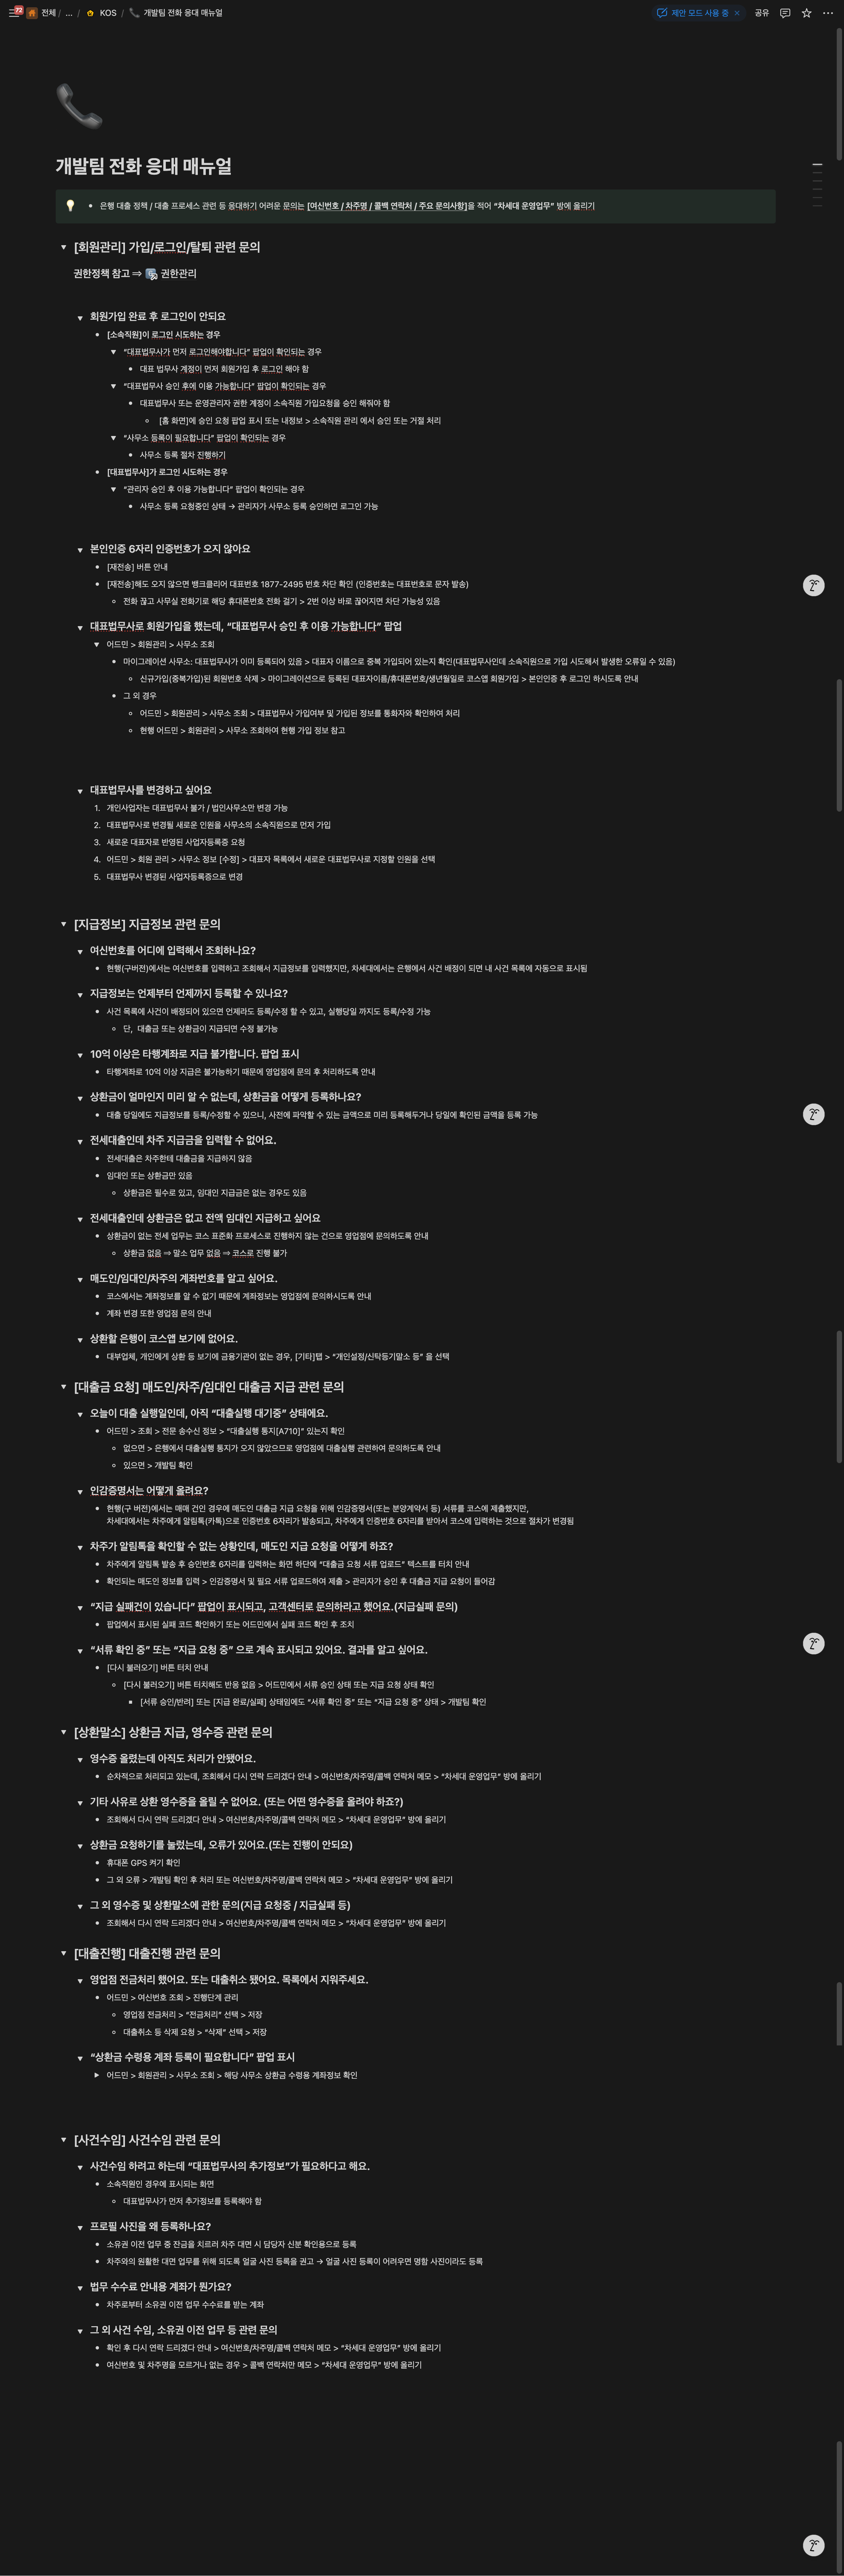 77 전체 / ... / KOS / 개발팀 전화 응대 매뉴얼 제안 모드 사용 중 × 공유
개발팀 전화 응대 매뉴얼
은행 대출 정책 / 대출 프로세스 관련 등 응대하기 어려운 문의는 [여신번호 / 차주명 / 콜백 연락처 / 주요 문의사항]을 적어 “차세대 운영업무” 방에 올리기
[회원관리] 가입/로그인/탈퇴 관련 문의
권한정책 참고 ⇒ 권한관리
회원가입 완료 후 로그인이 안되요
[소속직원]이 로그인 시도하는 경우
“대표법무사가 먼저 로그인해야합니다” 팝업이 확인되는 경우
대표 법무사 계정이 먼저 회원가입 후 로그인 해야 함
“대표법무사 승인 후에 이용 가능합니다” 팝업이 확인되는 경우
대표법무사 또는 운영관리자 권한 계정이 소속직원 가입요청을 승인 해줘야 함
[홈 화면]에 승인 요청 팝업 표시 또는 내정보 > 소속직원 관리 에서 승인 또는 거절 처리
“사무소 등록이 필요합니다” 팝업이 확인되는 경우
사무소 등록 절차 진행하기
[대표법무사]가 로그인 시도하는 경우
“관리자 승인 후 이용 가능합니다” 팝업이 확인되는 경우
사무소 등록 요청중인 상태 → 관리자가 사무소 등록 승인하면 로그인 가능
본인인증 6자리 인증번호가 오지 않아요
[재전송] 버튼 안내
[재전송]해도 오지 않으면 뱅크클리어 대표번호 1877-2495 번호 차단 확인 (인증번호는 대표번호로 문자 발송)
전화 끊고 사무실 전화기로 해당 휴대폰번호 전화 걸기 > 2번 이상 바로 끊어지면 차단 가능성 있음
대표법무사로 회원가입을 했는데, “대표법무사 승인 후 이용 가능합니다” 팝업
어드민 > 회원관리 > 사무소 조회
마이그레이션 사무소: 대표법무사가 이미 등록되어 있음 > 대표자 이름으로 중복 가입되어 있는지 확인(대표법무사인데 소속직원으로 가입 시도해서 발생한 오류일 수 있음)
신규가입(중복가입)된 회원번호 삭제 > 마이그레이션으로 등록된 대표자이름/휴대폰번호/생년월일로 코스앱 회원가입 > 본인인증 후 로그인 하시도록 안내
그 외 경우
어드민 > 회원관리 > 사무소 조회 > 대표법무사 가입여부 및 가입된 정보를 통화자와 확인하여 처리
현행 어드민 > 회원관리 > 사무소 조회하여 현행 가입 정보 참고
대표법무사를 변경하고 싶어요
1. 개인사업자는 대표법무사 불가 / 법인사무소만 변경 가능
2. 대표법무사로 변경될 새로운 인원을 사무소의 소속직원으로 먼저 가입
3. 새로운 대표자로 반영된 사업자등록증 요청
4. 어드민 > 회원 관리 > 사무소 정보 [수정] > 대표자 목록에서 새로운 대표법무사로 지정할 인원을 선택
5. 대표법무사 변경된 사업자등록증으로 변경
[지급정보] 지급정보 관련 문의
여신번호를 어디에 입력해서 조회하나요?
현행(구버전)에서는 여신번호를 입력하고 조회해서 지급정보를 입력했지만, 차세대에서는 은행에서 사건 배정이 되면 내 사건 목록에 자동으로 표시됨
지급정보는 언제부터 언제까지 등록할 수 있나요?
사건 목록에 사건이 배정되어 있으면 언제라도 등록/수정 할 수 있고, 실행당일 까지도 등록/수정 가능
단, 대출금 또는 상환금이 지급되면 수정 불가능
10억 이상은 타행계좌로 지급 불가합니다. 팝업 표시
타행계좌로 10억 이상 지급은 불가능하기 때문에 영업점에 문의 후 처리하도록 안내
상환금이 얼마인지 미리 알 수 없는데, 상환금을 어떻게 등록하나요?
대출 당일에도 지급정보를 등록/수정할 수 있으니, 사전에 파악할 수 있는 금액으로 미리 등록해두거나 당일에 확인된 금액을 등록 가능
전세대출인데 차주 지급금을 입력할 수 없어요.
전세대출은 차주한테 대출금을 지급하지 않음
임대인 또는 상환금만 있음
상환금은 필수로 있고, 임대인 지급금은 없는 경우도 있음
전세대출인데 상환금은 없고 전액 임대인 지급하고 싶어요
상환금이 없는 전세 업무는 코스 표준화 프로세스로 진행하지 않는 건으로 영업점에 문의하도록 안내
상환금 없음 ⇒ 말소 업무 없음 ⇒ 코스로 진행 불가
매도인/임대인/차주의 계좌번호를 알고 싶어요.
코스에서는 계좌정보를 알 수 없기 때문에 계좌정보는 영업점에 문의하시도록 안내
계좌 변경 또한 영업점 문의 안내
상환할 은행이 코스앱 보기에 없어요.
대부업체, 개인에게 상환 등 보기에 금융기관이 없는 경우, [기타]탭 > “개인설정/신탁등기말소 등” 을 선택
[대출금 요청] 매도인/차주/임대인 대출금 지급 관련 문의
오늘이 대출 실행일인데, 아직 “대출실행 대기중” 상태에요.
어드민 > 조회 > 전문 송수신 정보 > “대출실행 통지[A710]” 있는지 확인
없으면 > 은행에서 대출실행 통지가 오지 않았으므로 영업점에 대출실행 관련하여 문의하도록 안내
있으면 > 개발팀 확인
인감증명서는 어떻게 올려요?
현행(구 버전)에서는 매매 건인 경우에 매도인 대출금 지급 요청을 위해 인감증명서(또는 분양계약서 등) 서류를 코스에 제출했지만,
차세대에서는 차주에게 알림톡(카톡)으로 인증번호 6자리가 발송되고, 차주에게 인증번호 6자리를 받아서 코스에 입력하는 것으로 절차가 변경됨
차주가 알림톡을 확인할 수 없는 상황인데, 매도인 지급 요청을 어떻게 하죠?
차주에게 알림톡 발송 후 승인번호 6자리를 입력하는 화면 하단에 “대출금 요청 서류 업로드” 텍스트를 터치 안내
확인되는 매도인 정보를 입력 > 인감증명서 및 필요 서류 업로드하여 제출 > 관리자가 승인 후 대출금 지급 요청이 들어감
“지급 실패건이 있습니다” 팝업이 표시되고, 고객센터로 문의하라고 했어요.(지급실패 문의)
팝업에서 표시된 실패 코드 확인하기 또는 어드민에서 실패 코드 확인 후 조치
“서류 확인 중” 또는 “지급 요청 중” 으로 계속 표시되고 있어요. 결과를 알고 싶어요.
[다시 불러오기] 버튼 터치 안내
[다시 불러오기] 버튼 터치해도 반응 없음 > 어드민에서 서류 승인 상태 또는 지급 요청 상태 확인
[서류 승인/반려] 또는 [지급 완료/실패] 상태임에도 “서류 확인 중” 또는 “지급 요청 중” 상태 > 개발팀 확인
[상환말소] 상환금 지급, 영수증 관련 문의
영수증 올렸는데 아직도 처리가 안됐어요.
순차적으로 처리되고 있는데, 조회해서 다시 연락 드리겠다 안내 > 여신번호/차주명/콜백 연락처 메모 > “차세대 운영업무” 방에 올리기
기타 사유로 상환 영수증을 올릴 수 없어요. (또는 어떤 영수증을 올려야 하죠?)
조회해서 다시 연락 드리겠다 안내 > 여신번호/차주명/콜백 연락처 메모 > “차세대 운영업무” 방에 올리기
상환금 요청하기를 눌렀는데, 오류가 있어요.(또는 진행이 안되요)
휴대폰 GPS 켜기 확인
그 외 오류 > 개발팀 확인 후 처리 또는 여신번호/차주명/콜백 연락처 메모 > “차세대 운영업무” 방에 올리기
그 외 영수증 및 상환말소에 관한 문의(지급 요청중 / 지급실패 등)
조회해서 다시 연락 드리겠다 안내 > 여신번호/차주명/콜백 연락처 메모 > “차세대 운영업무” 방에 올리기
[대출진행] 대출진행 관련 문의
영업점 전금처리 했어요. 또는 대출취소 됐어요. 목록에서 지워주세요.
어드민 > 여신번호 조회 > 진행단계 관리
영업점 전금처리 > “전금처리” 선택 > 저장
대출취소 등 삭제 요청 > “삭제” 선택 > 저장
“상환금 수령용 계좌 등록이 필요합니다” 팝업 표시
어드민 > 회원관리 > 사무소 조회 > 해당 사무소 상환금 수령용 계좌정보 확인
[사건수임] 사건수임 관련 문의
사건수임 하려고 하는데 “대표법무사의 추가정보”가 필요하다고 해요.
소속직원인 경우에 표시되는 화면
대표법무사가 먼저 추가정보를 등록해야 함
프로필 사진을 왜 등록하나요?
소유권 이전 업무 중 잔금을 치르러 차주 대면 시 담당자 신분 확인용으로 등록
차주와의 원활한 대면 업무를 위해 되도록 얼굴 사진 등록을 권고 → 얼굴 사진 등록이 어려우면 명함 사진이라도 등록
법무 수수료 안내용 계좌가 뭔가요?
차주로부터 소유권 이전 업무 수수료를 받는 계좌
그 외 사건 수임, 소유권 이전 업무 등 관련 문의
확인 후 다시 연락 드리겠다 안내 > 여신번호/차주명/콜백 연락처 메모 > “차세대 운영업무” 방에 올리기
여신번호 및 차주명을 모르거나 없는 경우 > 콜백 연락처만 메모 > “차세대 운영업무” 방에 올리기